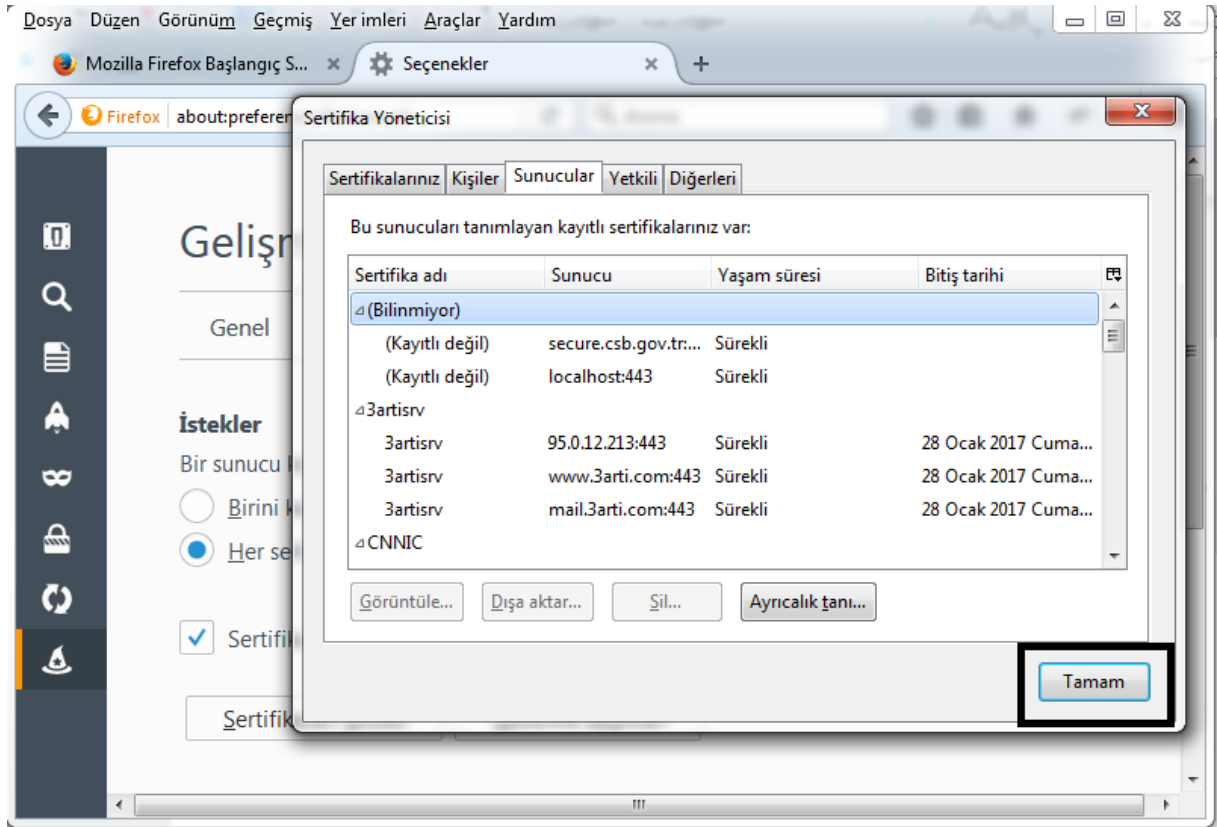 Dosya Düzen Görünüm Geçmiş Yer imleri Araçlar Yardım
Mozilla Firefox Başlangıç S... Seçenekler
Firefox about:preferen
Sertifika Yöneticisi
Sertifikalarınız Kişiler Sunucular Yetkili Diğerleri
Bu sunucuları tanımlayan kayıtlı sertifikalarınız var:
Sertifika adı Sunucu Yaşam süresi Bitiş tarihi
(Bilinmiyor)
(Kayıtlı değil) secure.csb.gov.tr:... Sürekli
(Kayıtlı değil) localhost:443 Sürekli
3artisrv
3artisrv 95.0.12.213:443 Sürekli 28 Ocak 2017 Cuma...
3artisrv www.3arti.com:443 Sürekli 28 Ocak 2017 Cuma...
3artisrv mail.3arti.com:443 Sürekli 28 Ocak 2017 Cuma...
CNNIC
Görüntüle... Dışa aktar... Sil... Ayrıcalık tanı...
Tamam
Gelişm
Genel
İstekler
Bir sunucu
Birini
Her se
Sertifi
Sertifik